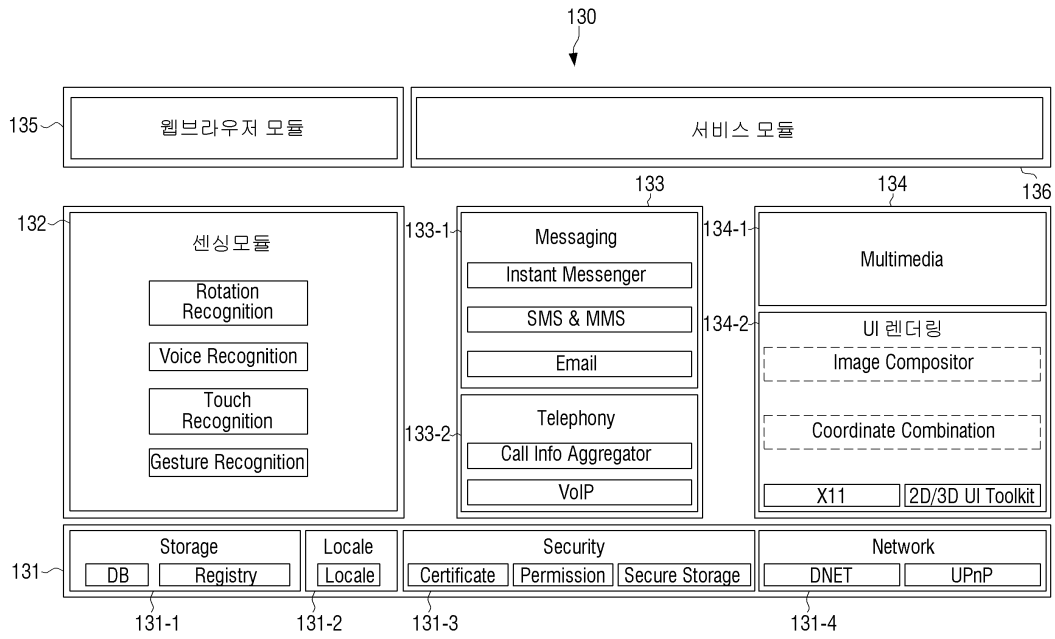 130
135
웹브라우저 모듈
서비스 모듈
136
132
센싱모듈
Rotation
Recognition
Voice Recognition
Touch
Recognition
Gesture Recognition
133
133-1
Messaging
Instant Messenger
SMS & MMS
Email
133-2
Telephony
Call Info Aggregator
VoIP
134
134-1
Multimedia
134-2
UI 렌더링
Image Compositor
Coordinate Combination
X11
2D/3D UI Toolkit
131
Storage
DB
Registry
131-1
Locale
Locale
131-2
Security
Certificate
Permission
Secure Storage
131-3
Network
DNET
UPnP
131-4